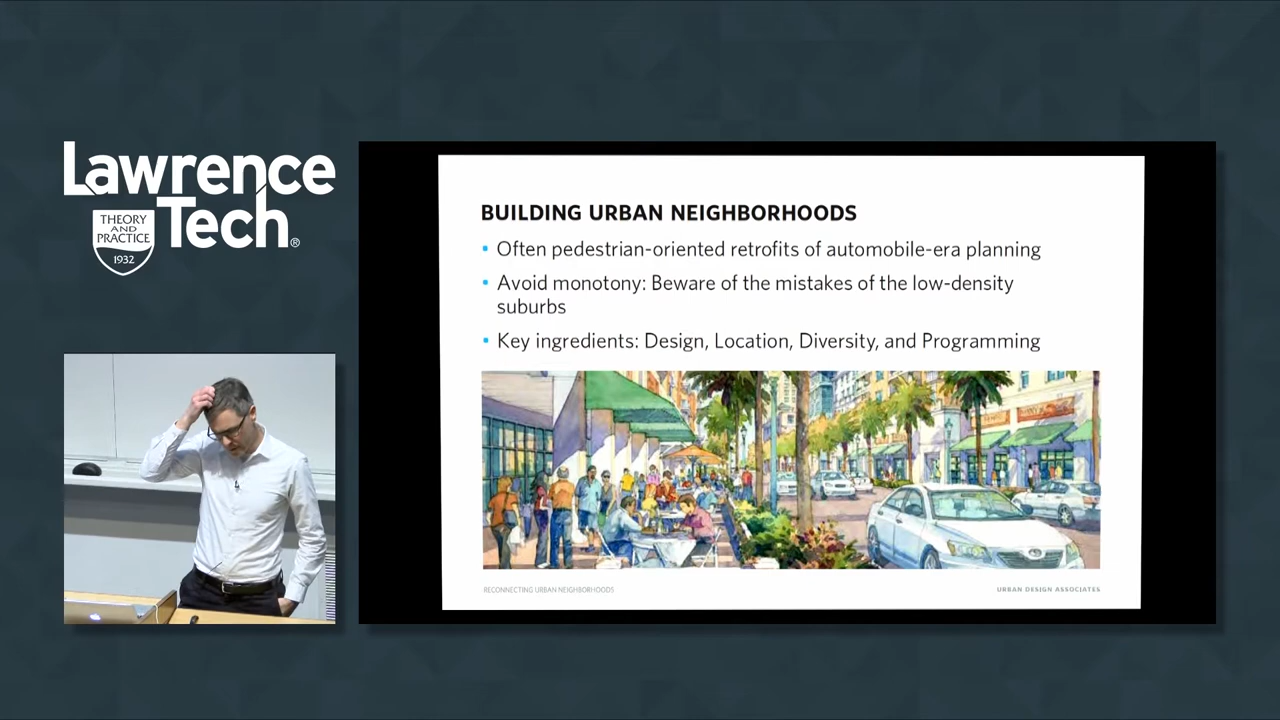 Lawrence
Tech®
THEORY
AND
PRACTICE
1932
BUILDING URBAN NEIGHBORHOODS
• Often pedestrian-oriented retrofits of automobile-era planning
• Avoid monotony: Beware of the mistakes of the low-density
suburbs
• Key ingredients: Design, Location, Diversity, and Programming
RECONNECTING URBAN NEIGHBORHOODS
URBAN DESIGN ASSOCIATES